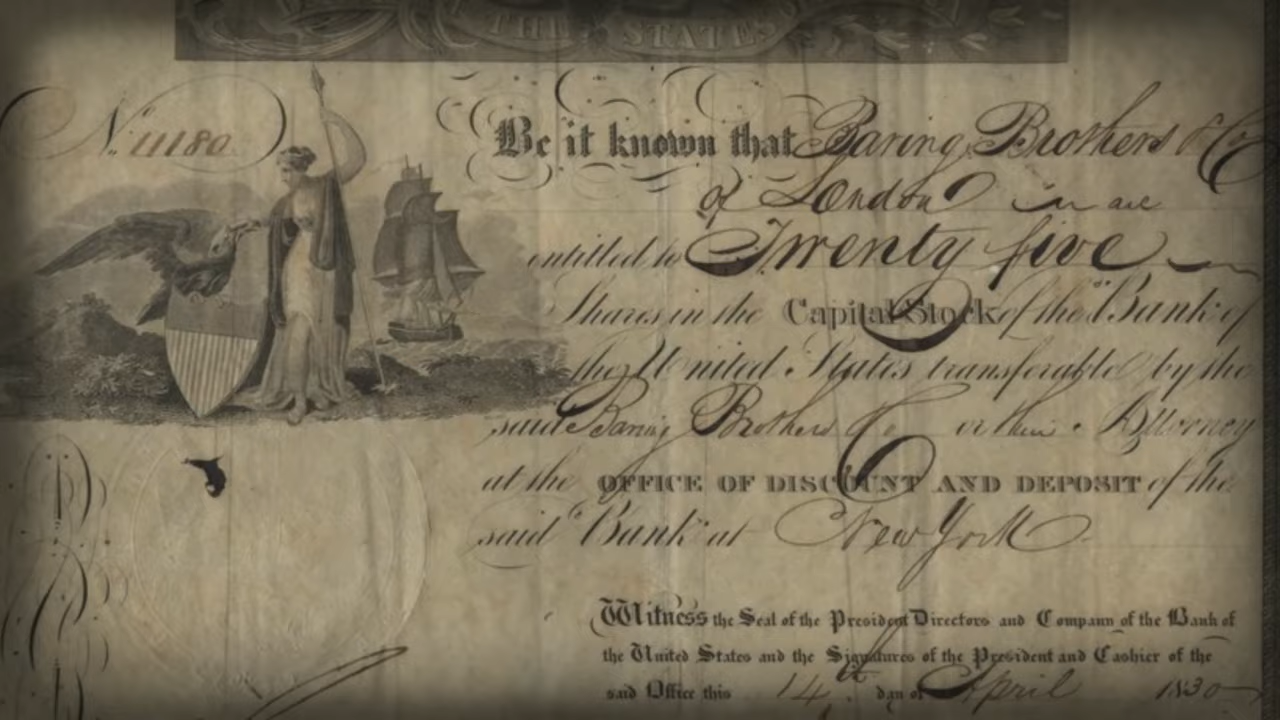 THE STATES
No. 11180
Be it known that Baring Brothers & Co
of London is are
entitled to Twenty five
Shares in the Capital Stock of the Bank of
the United States transferable by the
said Baring Brothers & Co or their Attorney
at the OFFICE OF DISCOUNT AND DEPOSIT of the
said Bank at New York
Witness the Seal of the President Directors and Company of the Bank of
the United States and the Signatures of the President and Cashier of the
said Office this 14th day of April 1830